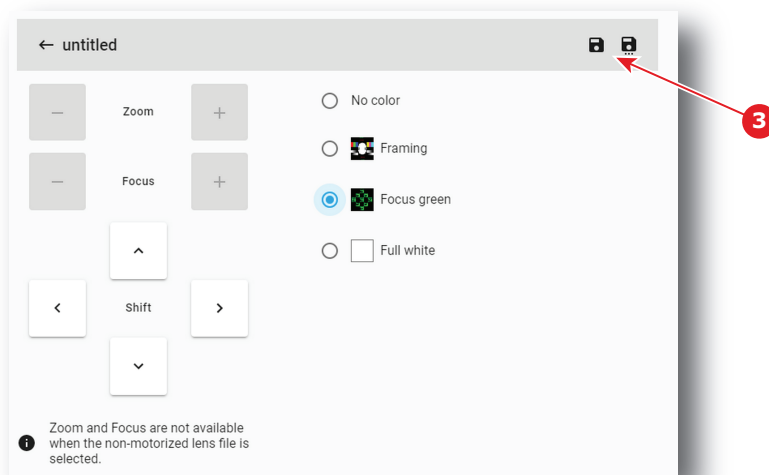 untitled
Zoom
Focus
Shift
No color
Framing
Focus green
Full white
Zoom and Focus are not available
when the non-motorized lens file is
selected.
3